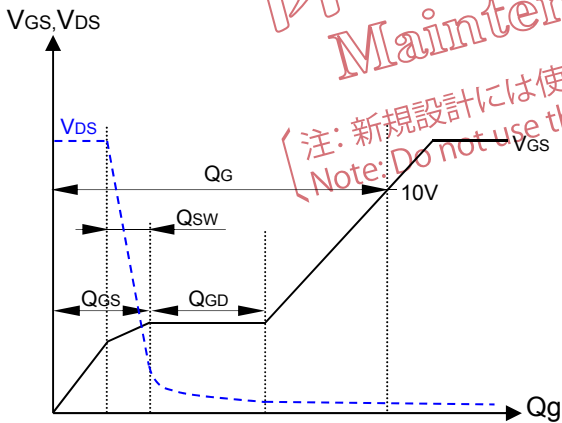 VGS,VDS
Mainten
注: 新規設計には使
Note: Do not use th
VDS
VGS
QG
10V
QSW
QGS
QGD
Qg